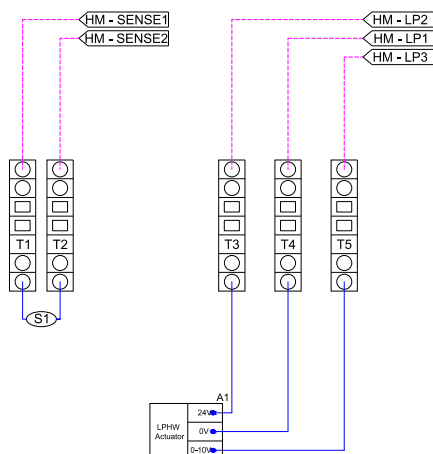 HM - SENSE1
HM - SENSE2
HM - LP2
HM - LP1
HM - LP3
T1
T2
T3
T4
T5
S1
A1
LPHW
Actuator
24V
0V
0-10V